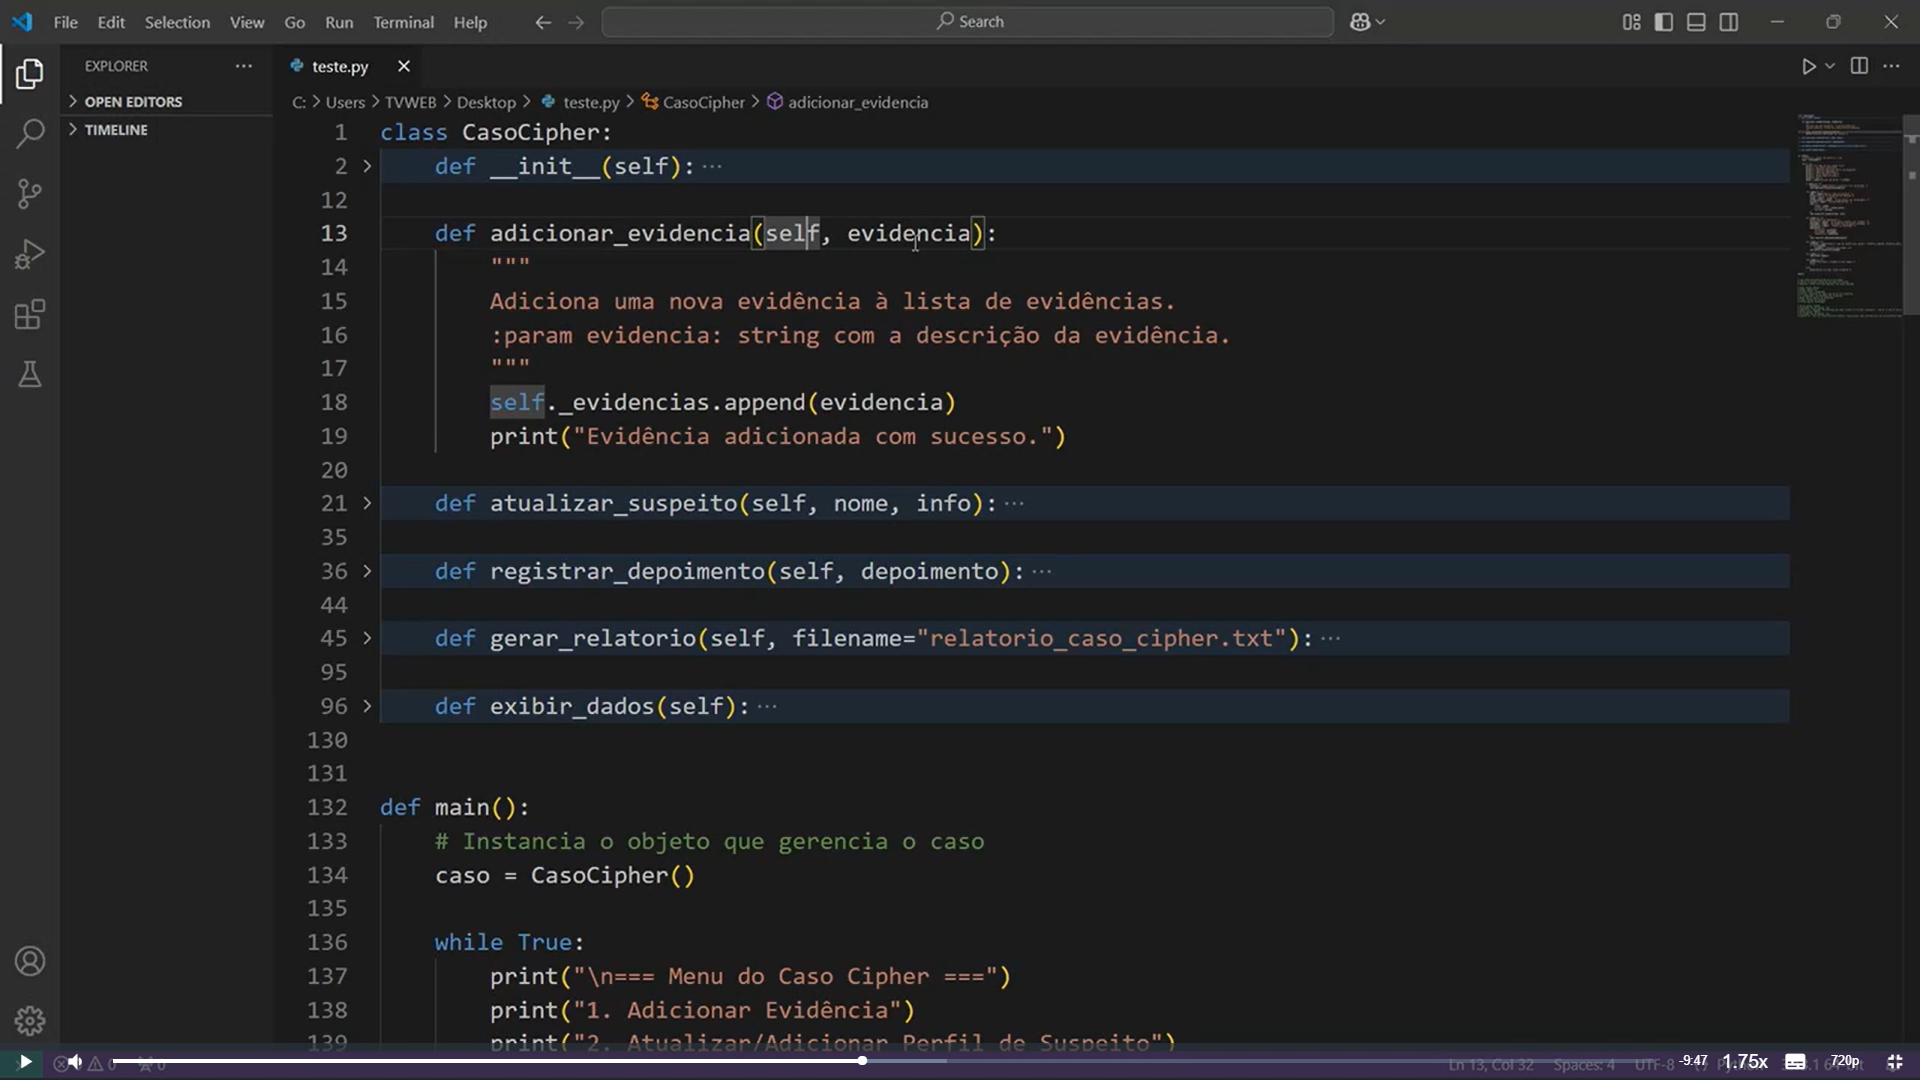 File Edit Selection View Go Run Terminal Help
Search
EXPLORER
teste.py
OPEN EDITORS
TIMELINE
C: > Users > TVWEB > Desktop > teste.py > CasoCipher > adicionar_evidencia
1 class CasoCipher:
2 def __init__(self): ···
12
13 def adicionar_evidencia(self, evidencia):
14 """
15 Adiciona uma nova evidência à lista de evidências.
16 :param evidencia: string com a descrição da evidência.
17 """
18 self._evidencias.append(evidencia)
19 print("Evidência adicionada com sucesso.")
20
21 def atualizar_suspeito(self, nome, info): ···
35
36 def registrar_depoimento(self, depoimento): ···
44
45 def gerar_relatorio(self, filename="relatorio_caso_cipher.txt"): ···
95
96 def exibir_dados(self): ···
130
131
132 def main():
133 # Instancia o objeto que gerencia o caso
134 caso = CasoCipher()
135
136 while True:
137 print("\n=== Menu do Caso Cipher ===")
138 print("1. Adicionar Evidência")
139 print("2. Atualizar/Adicionar Perfil de Suspeito")
0 0
Ln 13, Col 32 Spaces: 4 UTF-8
-9:47 1.75x 720p